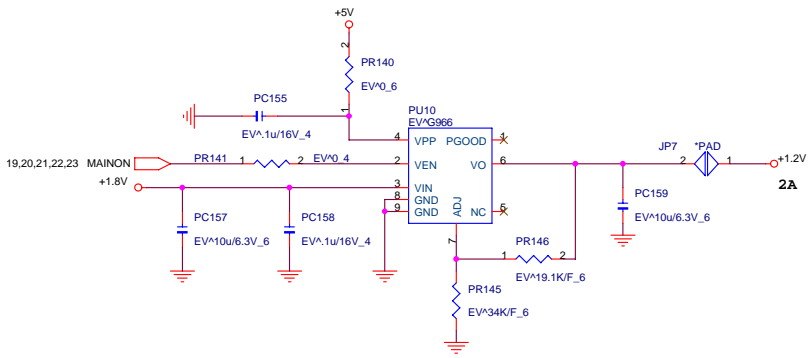 +5V
2
PR140
EV^0_6
1
PC155
EV^.1u/16V_4
PU10
EV^G966
4 VPP PGOOD 1
19,20,21,22,23 MAINON
PR141 1 2 EV^0_4
2 VEN VO 6
JP7 *PAD
2 1
+1.2V
2A
+1.8V
3 VIN
8 GND
9 GND
ADJ
NC 5
7
PC157
EV^10u/6.3V_6
PC158
EV^.1u/16V_4
PC159
EV^10u/6.3V_6
PR146
1 2
EV^19.1K/F_6
PR145
EV^34K/F_6